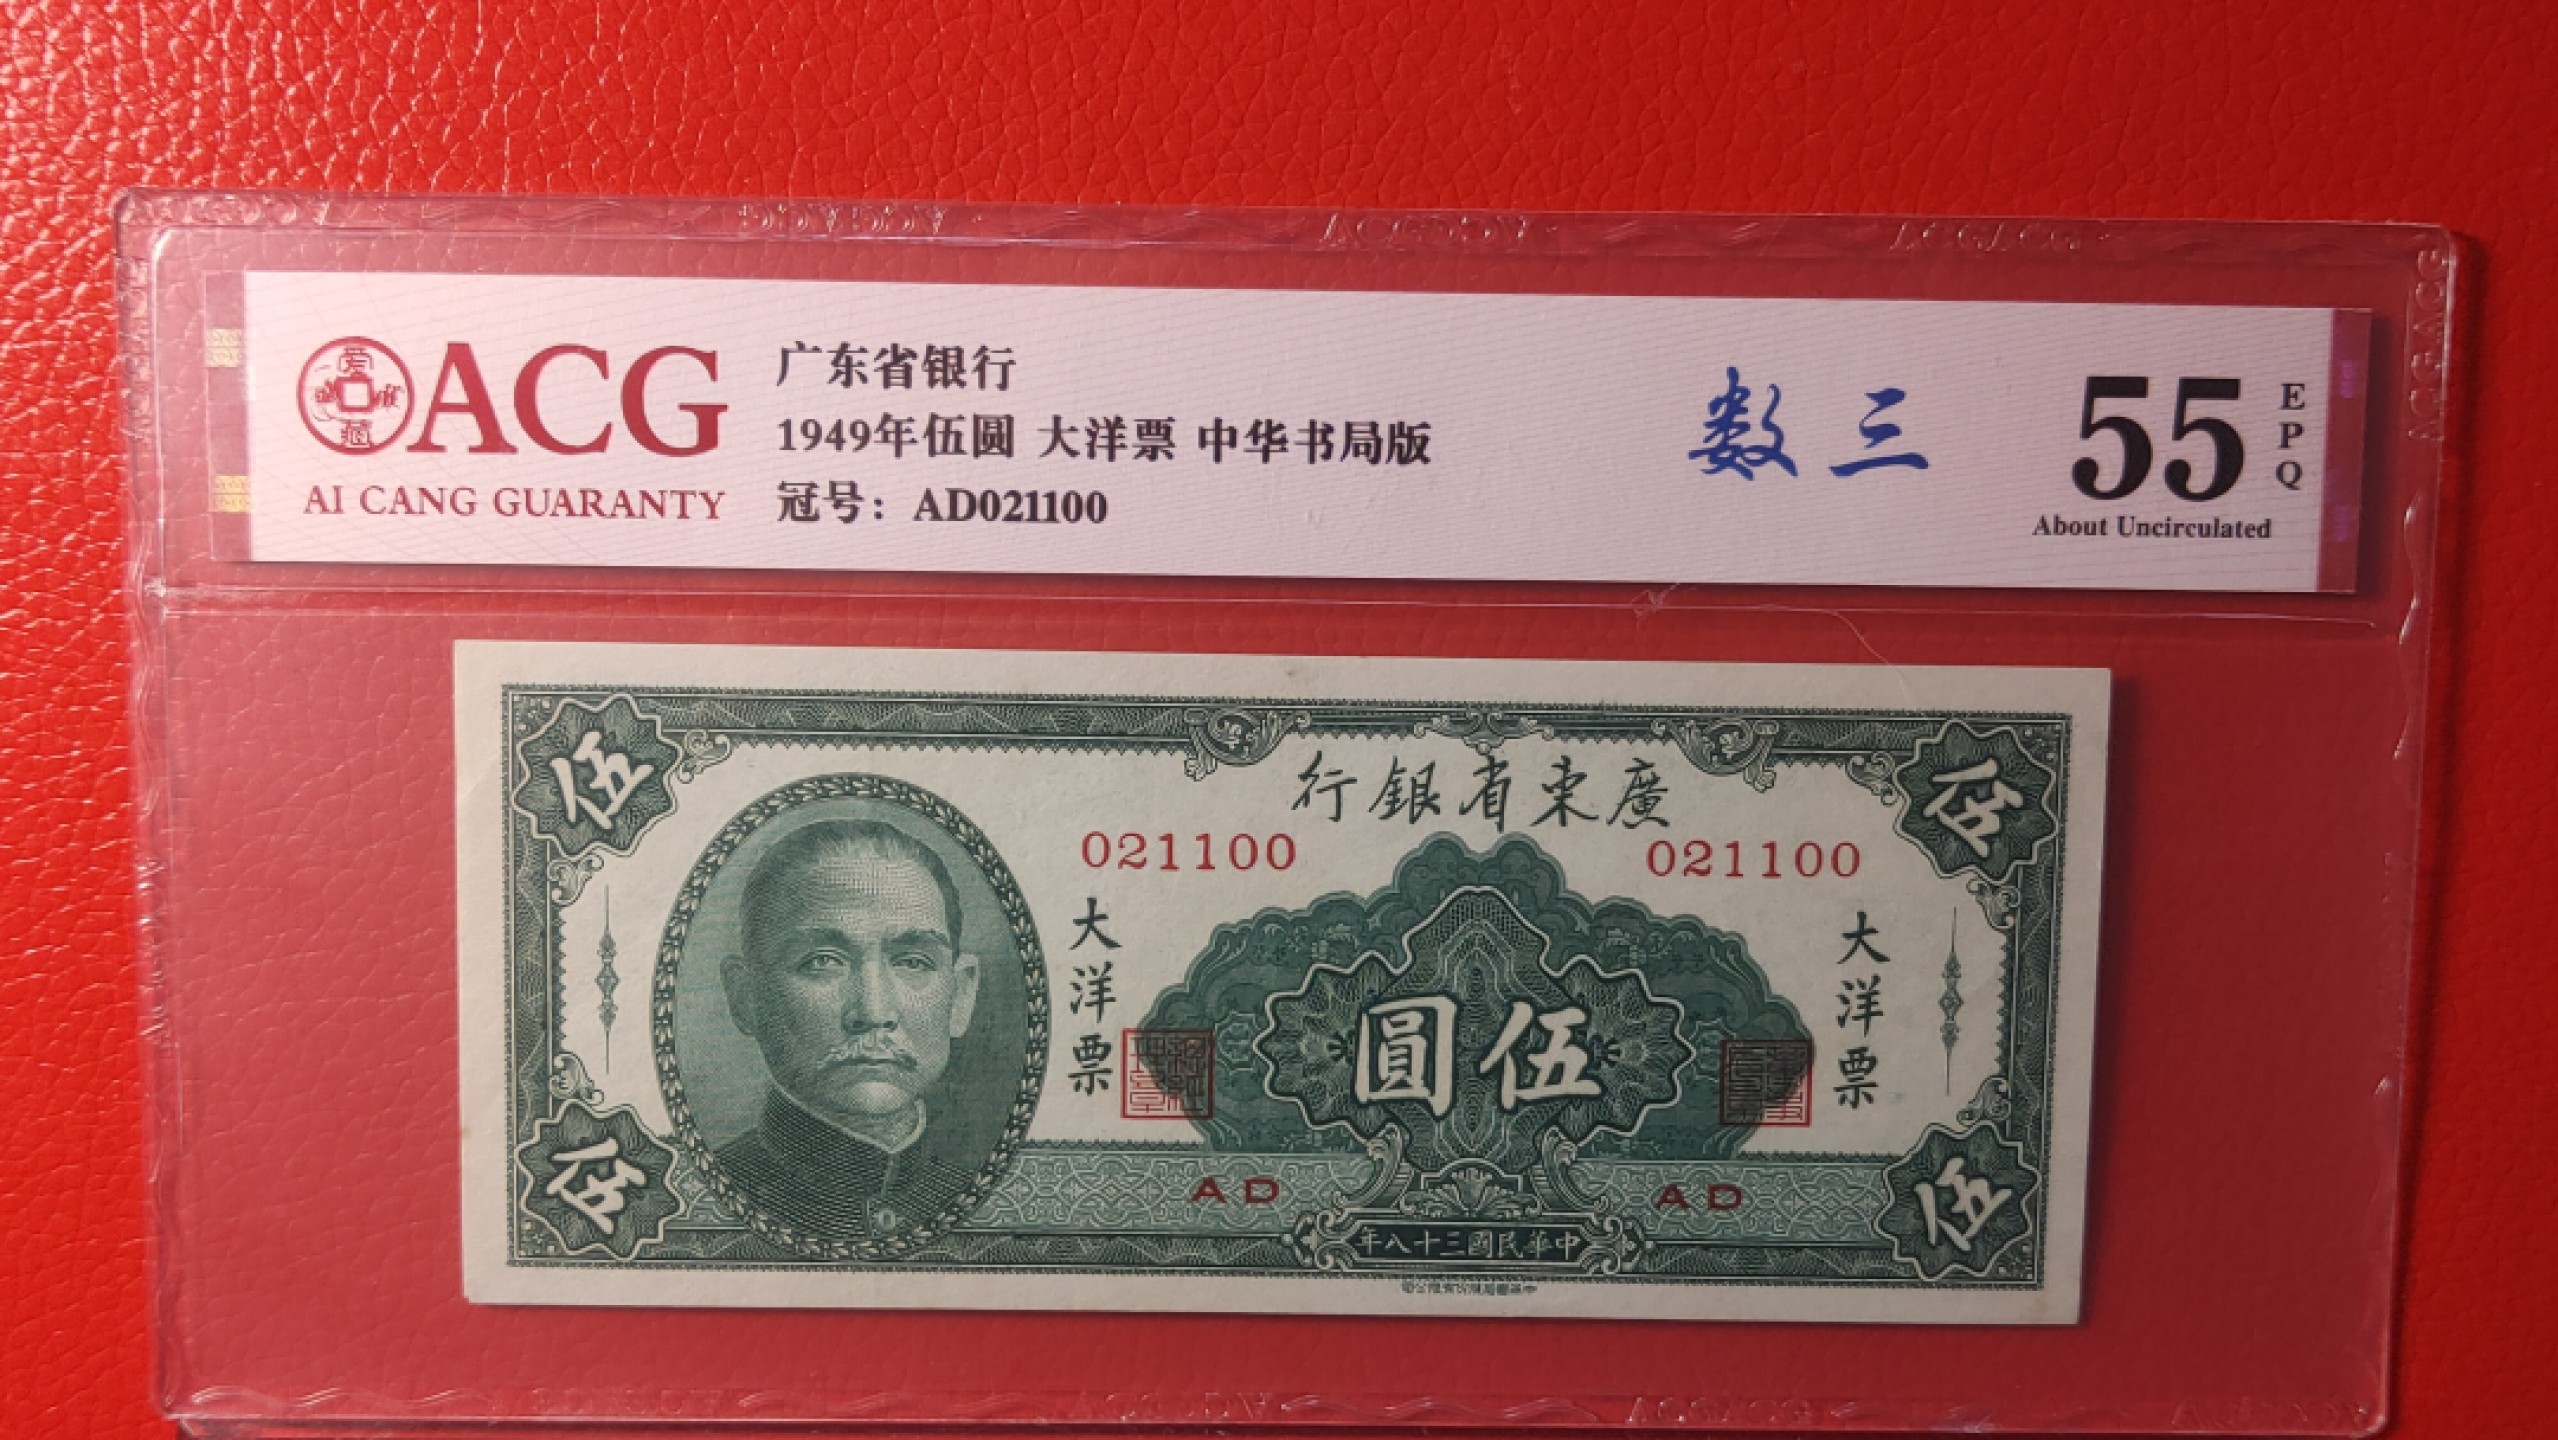 ACG
AI CANG GUARANTY
广东省银行
1949年伍圆 大洋票 中华书局版
冠号：AD021100
数三
55
EPQ
About Uncirculated
伍
伍
行銀省東廣
021100
021100
大洋票
大洋票
圓伍
AD
AD
伍
伍
年八十三國民華中